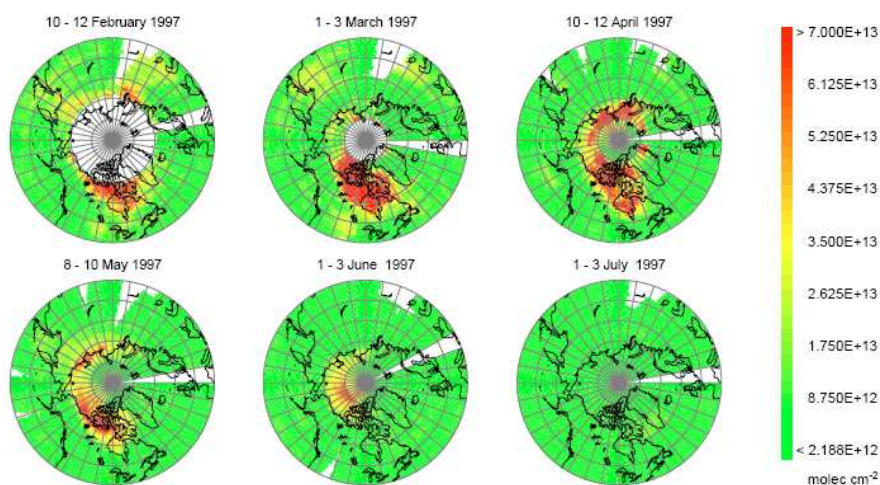 10 - 12 February 1997
1 - 3 March 1997
10 - 12 April 1997
8 - 10 May 1997
1 - 3 June 1997
1 - 3 July 1997
> 7.000E+13
6.125E+13
5.250E+13
4.375E+13
3.500E+13
2.625E+13
1.750E+13
8.750E+12
< 2.188E+12
molec cm⁻²